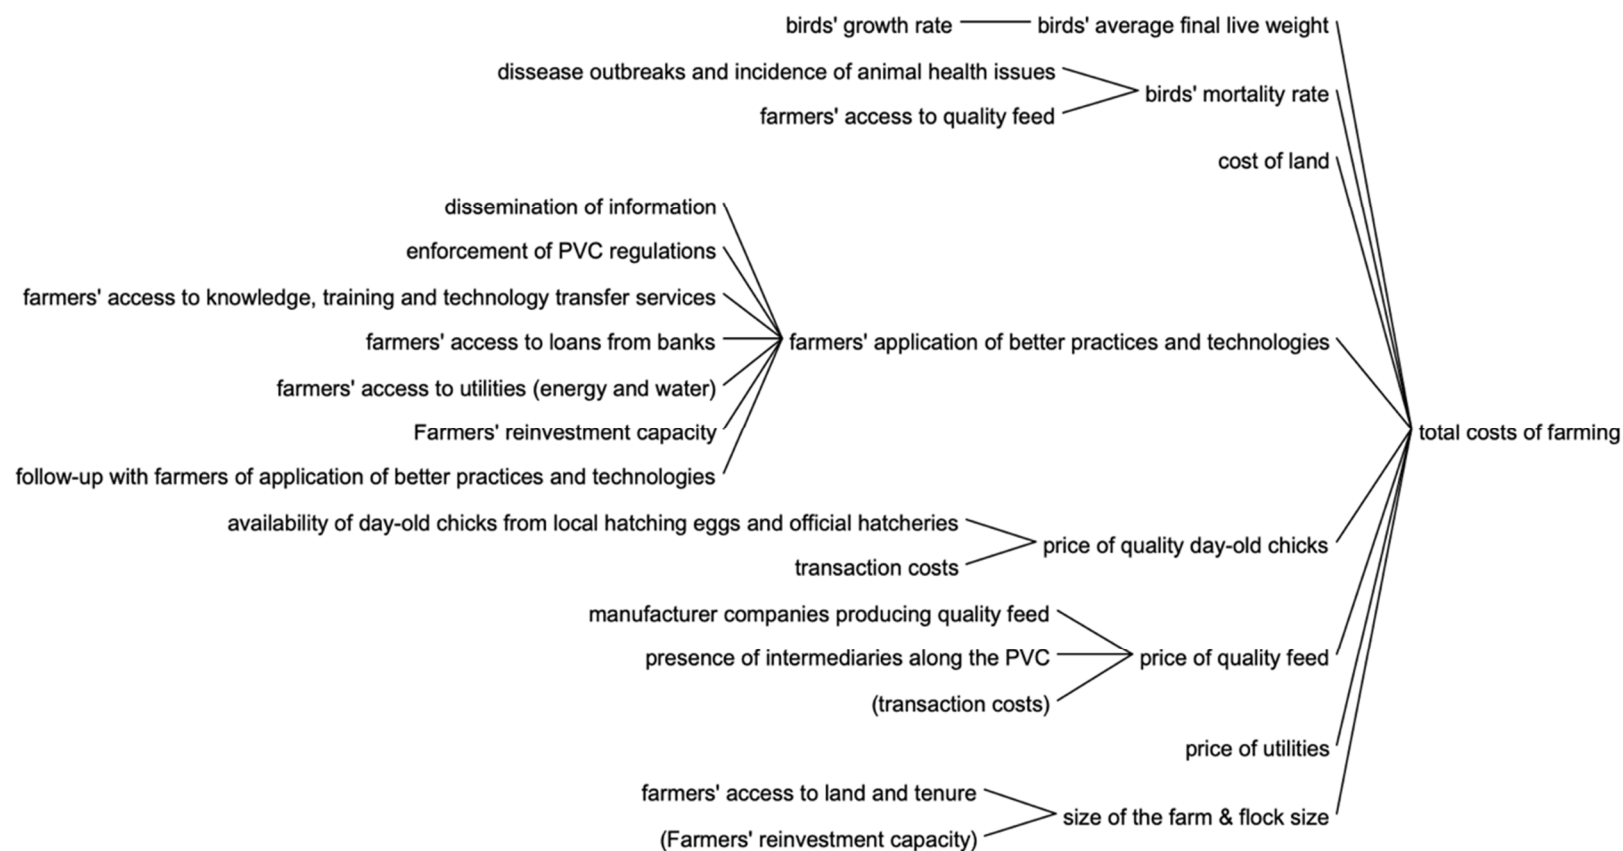 birds' growth rate
birds' average final live weight
dissease outbreaks and incidence of animal health issues
birds' mortality rate
farmers' access to quality feed
cost of land
dissemination of information
enforcement of PVC regulations
farmers' access to knowledge, training and technology transfer services
farmers' access to loans from banks
farmers' application of better practices and technologies
farmers' access to utilities (energy and water)
Farmers' reinvestment capacity
total costs of farming
follow-up with farmers of application of better practices and technologies
availability of day-old chicks from local hatching eggs and official hatcheries
price of quality day-old chicks
transaction costs
manufacturer companies producing quality feed
presence of intermediaries along the PVC
price of quality feed
(transaction costs)
price of utilities
farmers' access to land and tenure
size of the farm & flock size
(Farmers' reinvestment capacity)